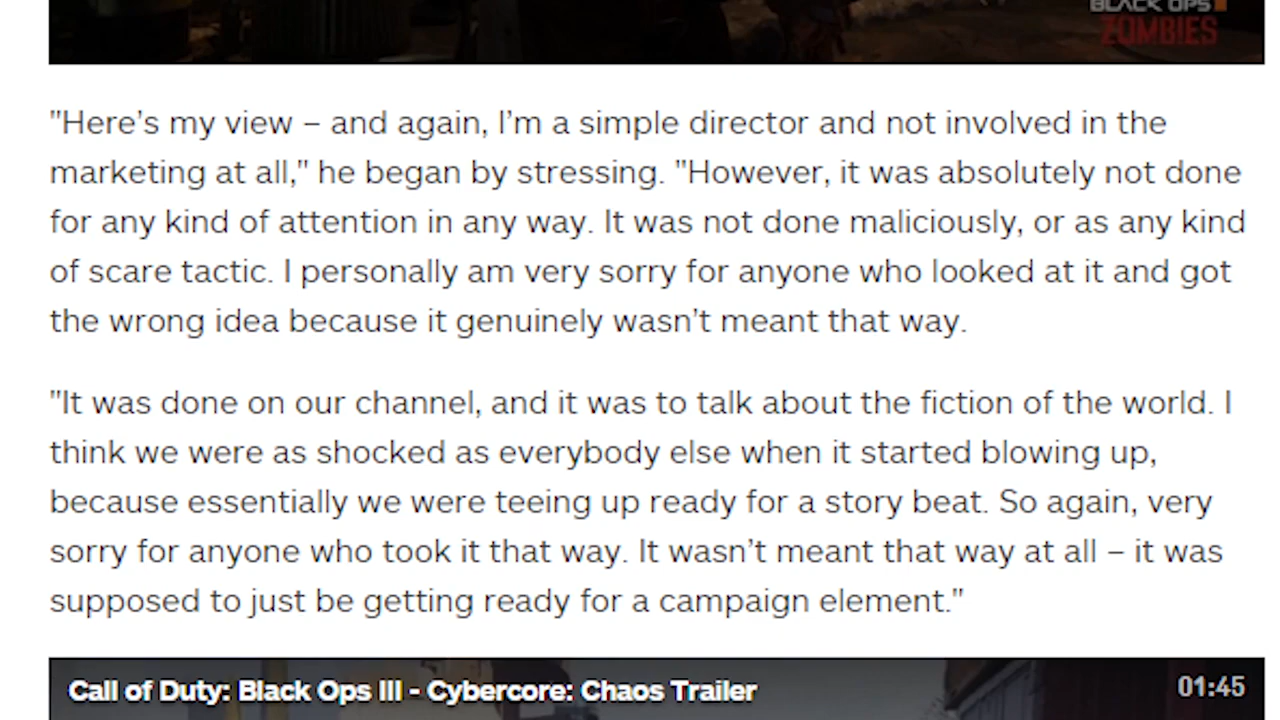 BLACK OPS III
ZOMBIES
"Here's my view – and again, I'm a simple director and not involved in the
marketing at all," he began by stressing. "However, it was absolutely not done
for any kind of attention in any way. It was not done maliciously, or as any kind
of scare tactic. I personally am very sorry for anyone who looked at it and got
the wrong idea because it genuinely wasn't meant that way.
"It was done on our channel, and it was to talk about the fiction of the world. I
think we were as shocked as everybody else when it started blowing up,
because essentially we were teeing up ready for a story beat. So again, very
sorry for anyone who took it that way. It wasn't meant that way at all – it was
supposed to just be getting ready for a campaign element."
Call of Duty: Black Ops III - Cybercore: Chaos Trailer
01:45